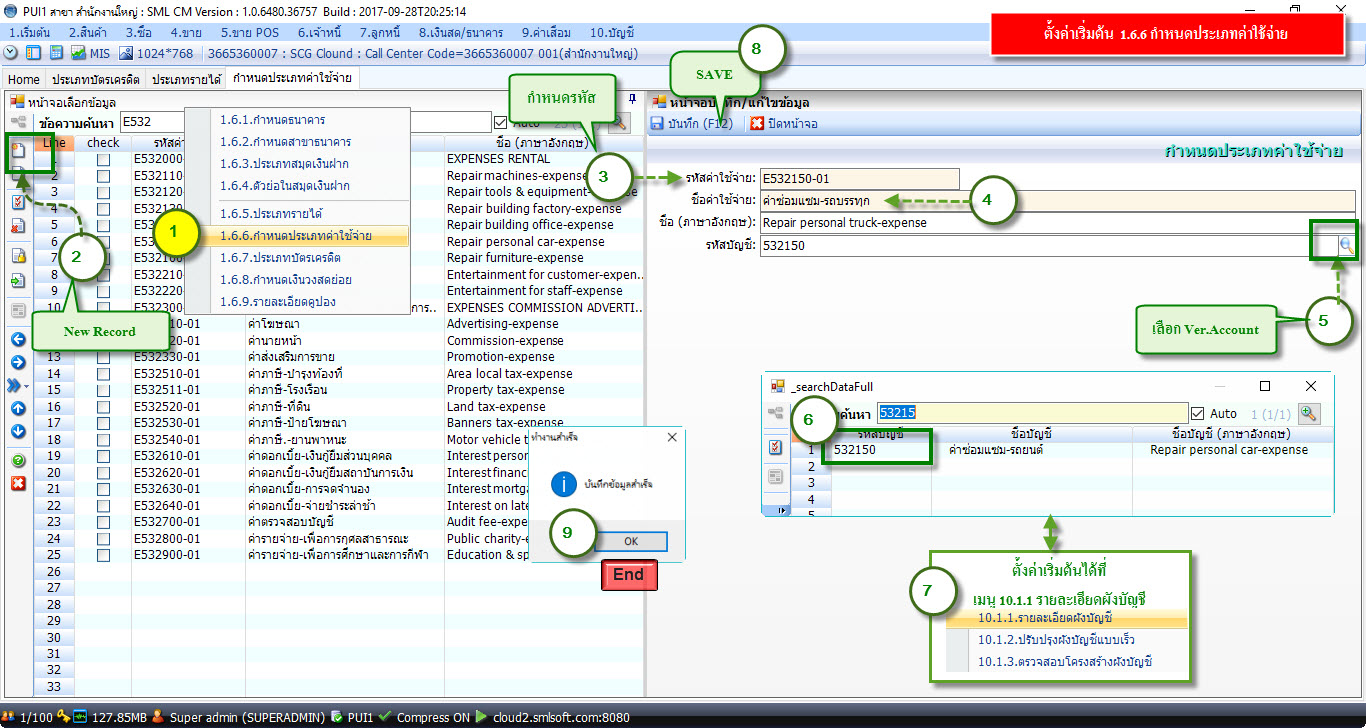 PUI1 สาขา สำนักงานใหญ่ : SML CM Version : 1.0.6480.36757 Build : 2017-09-28T20:25:14
1.เริ่มต้น 2.สินค้า 3.ซื้อ 4.ขาย 5.ขาย POS 6.เจ้าหนี้ 7.ลูกหนี้ 8.เงินสด/ธนาคาร 9.ค่าเสื่อม 10.บัญชี
ตั้งค่าเริ่มต้น 1.6.6 กำหนดประเภทค่าใช้จ่าย
MIS 1024*768 3665360007 : SCG Clound : Call Center Code=3665360007 001(สำนักงานใหญ่)
Home ประเภทบัตรเครดิต ประเภทรายได้ กำหนดประเภทค่าใช้จ่าย
หน้าจอเลือกข้อมูล
ข้อความค้นหา E532 Auto
Line check รหัสค่า ชื่อ (ภาษาอังกฤษ)
E532000- EXPENSES RENTAL
2 E532110- Repair machines-expense
3 E532120- Repair tools & equipment-expense
4 Repair building factory-expense
5 E532 Repair building office-expense
6 E532 Repair personal car-expense
7 Repair furniture-expense
8 E532210- Entertainment for customer-expen..
9 E532220- Entertainment for staff-expense
10 E532300- การ.. EXPENSES COMMISSION ADVERTI...
10-01 ค่าโฆษณา Advertising-expense
20-01 ค่านายหน้า Commission-expense
13 E532330-01 ค่าส่งเสริมการขาย Promotion-expense
14 E532510-01 ค่าภาษี-บำรุงท้องที่ Area local tax-expense
15 E532511-01 ค่าภาษี-โรงเรือน Property tax-expense
16 E532520-01 ค่าภาษี-ที่ดิน Land tax-expense
17 E532530-01 ค่าภาษี-ป้ายโฆษณา Banners tax-expense
18 E532540-01 ค่าภาษี.-ยานพาหนะ Motor vehicle t
19 E532610-01 ค่าดอกเบี้ย-เงินกู้ยืมส่วนบุคคล Interest person
20 E532620-01 ค่าดอกเบี้ย-เงินกู้ยืมสถาบันการเงิน Interest financ
21 E532630-01 ค่าดอกเบี้ย-การจดจำนอง Interest mortga
22 E532640-01 ค่าดอกเบี้ย-จ่ายชำระล่าช้า Interest on late
23 E532700-01 ค่าตรวจสอบบัญชี Audit fee-expe
24 E532800-01 ค่ารายจ่าย-เพื่อการกุศลสาธารณะ Public charity-e
25 E532900-01 ค่ารายจ่าย-เพื่อการศึกษาและการกีฬา Education & sp
26
27
28
29
30
31
32
33
1.6.1.กำหนดธนาคาร
1.6.2.กำหนดสาขาธนาคาร
1.6.3.ประเภทสมุดเงินฝาก
1.6.4.ตัวย่อในสมุดเงินฝาก
1.6.5.ประเภทรายได้
1.6.6.กำหนดประเภทค่าใช้จ่าย
1.6.7.ประเภทบัตรเครดิต
1.6.8.กำหนดเงินวงสดย่อย
1.6.9.รายละเอียดคูปอง
1
2
New Record
กำหนดรหัส
3
4
SAVE
8
หน้าจอบันทึก/แก้ไขข้อมูล
บันทึก (F12) ปิดหน้าจอ
กำหนดประเภทค่าใช้จ่าย
รหัสค่าใช้จ่าย: E532150-01
ชื่อค่าใช้จ่าย: ค่าซ่อมแซม-รถบรรทุก
ชื่อ (ภาษาอังกฤษ): Repair personal truck-expense
รหัสบัญชี: 532150
เลือก Ver.Account
5
_searchDataFull
6
ค้นหา 53215 Auto 1 (1/1)
รหัสบัญชี ชื่อบัญชี ชื่อบัญชี (ภาษาอังกฤษ)
1 532150 ค่าซ่อมแซม-รถยนต์ Repair personal car-expense
2
3
4
5
ทำงานสำเร็จ
บันทึกข้อมูลสำเร็จ
9
OK
End
7
ตั้งค่าเริ่มต้นได้ที่
เมนู 10.1.1 รายละเอียดผังบัญชี
10.1.1.รายละเอียดผังบัญชี
10.1.2.ปรับปรุงผังบัญชีแบบเร็ว
10.1.3.ตรวจสอบโครงสร้างผังบัญชี
1/100 127.85MB Super admin (SUPERADMIN) PUI1 Compress ON cloud2.smlsoft.com:8080